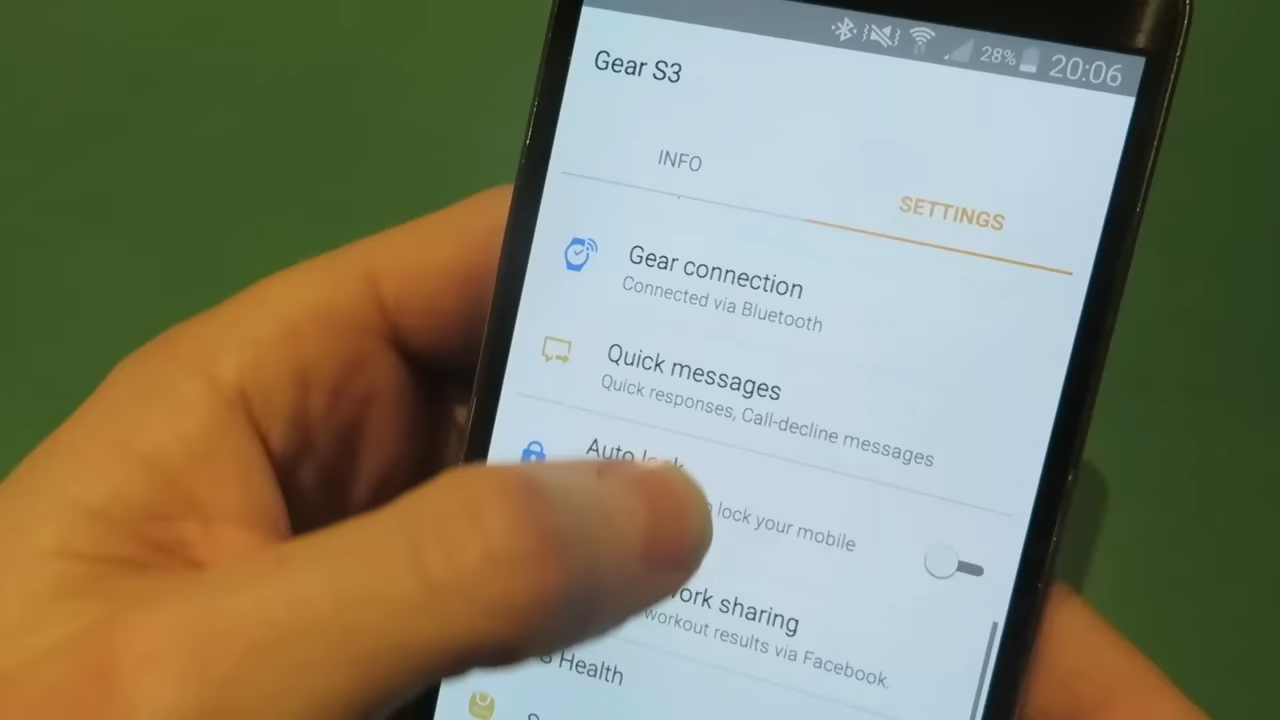 28% 20:06
Gear S3
INFO
SETTINGS
Gear connection
Connected via Bluetooth
Quick messages
Quick responses, Call-decline messages
Auto lock
lock your mobile
sharing
workout results via Facebook.
Health